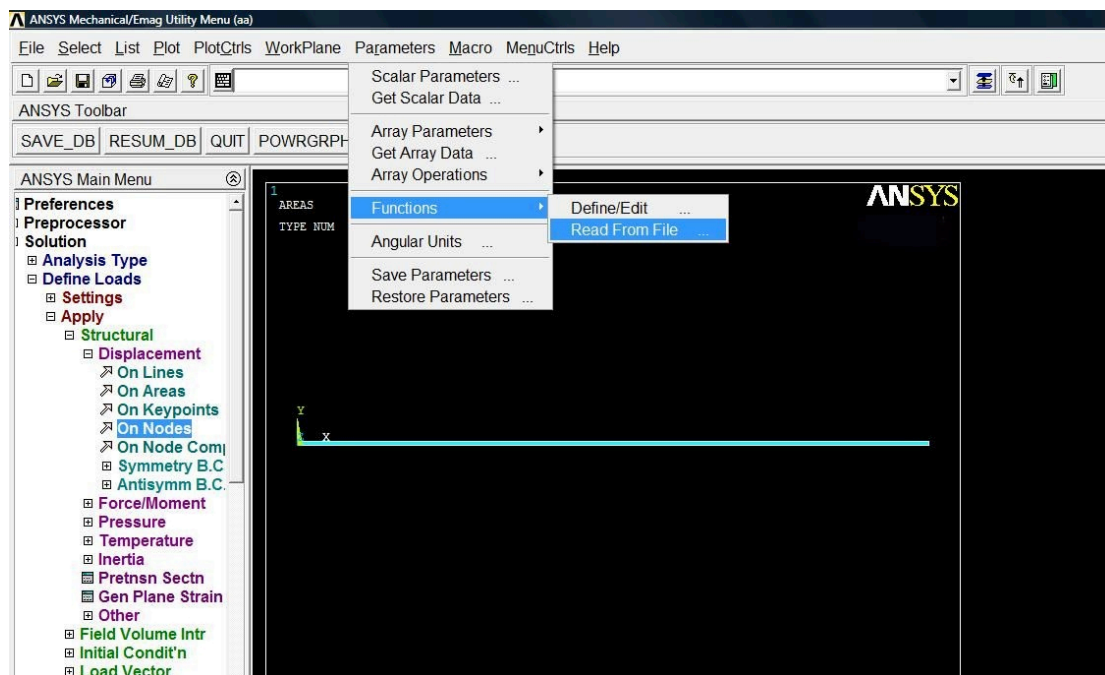 ANSYS Mechanical/Emag Utility Menu (aa)
File Select List Plot PlotCtrls WorkPlane Parameters Macro MenuCtrls Help
ANSYS Toolbar
SAVE_DB RESUM_DB QUIT POWRGRPH
Scalar Parameters ...
Get Scalar Data ...
Array Parameters
Get Array Data ...
Array Operations
Functions
Angular Units ...
Save Parameters ...
Restore Parameters ...
Define/Edit ...
Read From File ...
ANSYS Main Menu
Preferences
Preprocessor
Solution
Analysis Type
Define Loads
Settings
Apply
Structural
Displacement
On Lines
On Areas
On Keypoints
On Nodes
On Node Comp
Symmetry B.C
Antisymm B.C.
Force/Moment
Pressure
Temperature
Inertia
Pretnsn Sectn
Gen Plane Strain
Other
Field Volume Intr
Initial Condit'n
Load Vector
1
AREAS
TYPE NUM
ANSYS
Y
X